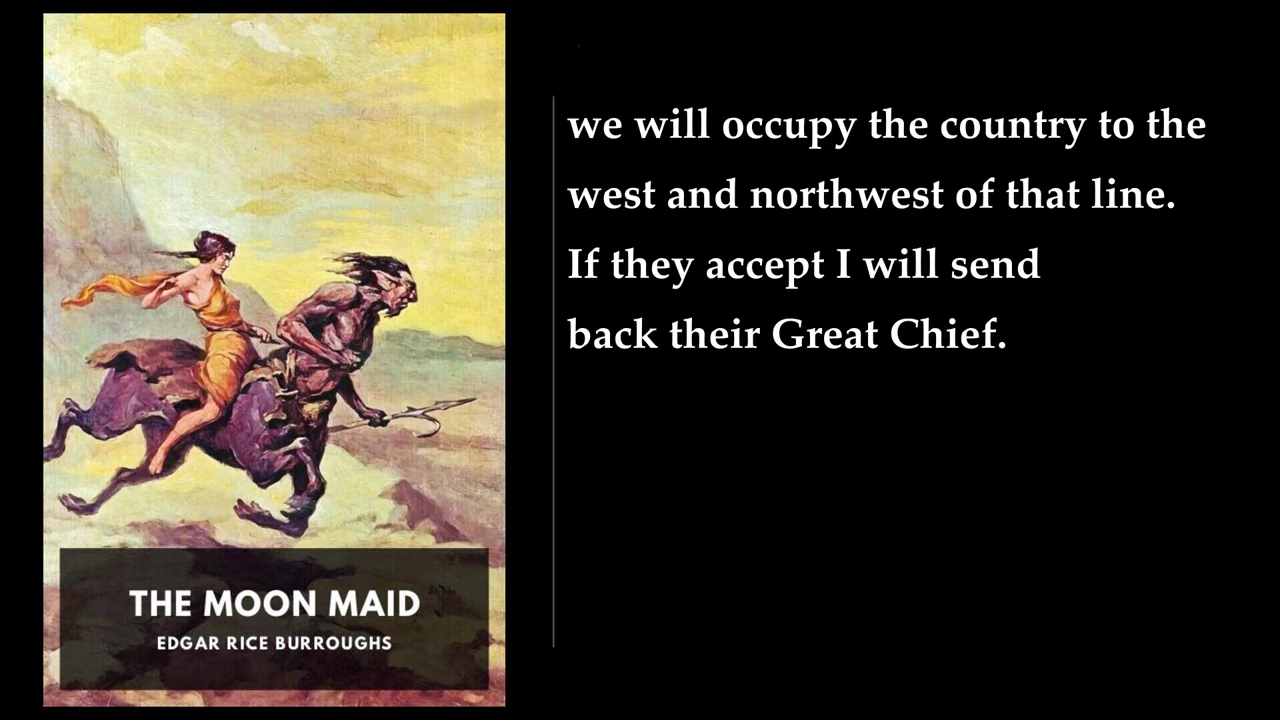 THE MOON MAID
EDGAR RICE BURROUGHS
we will occupy the country to the
west and northwest of that line.
If they accept I will send
back their Great Chief.